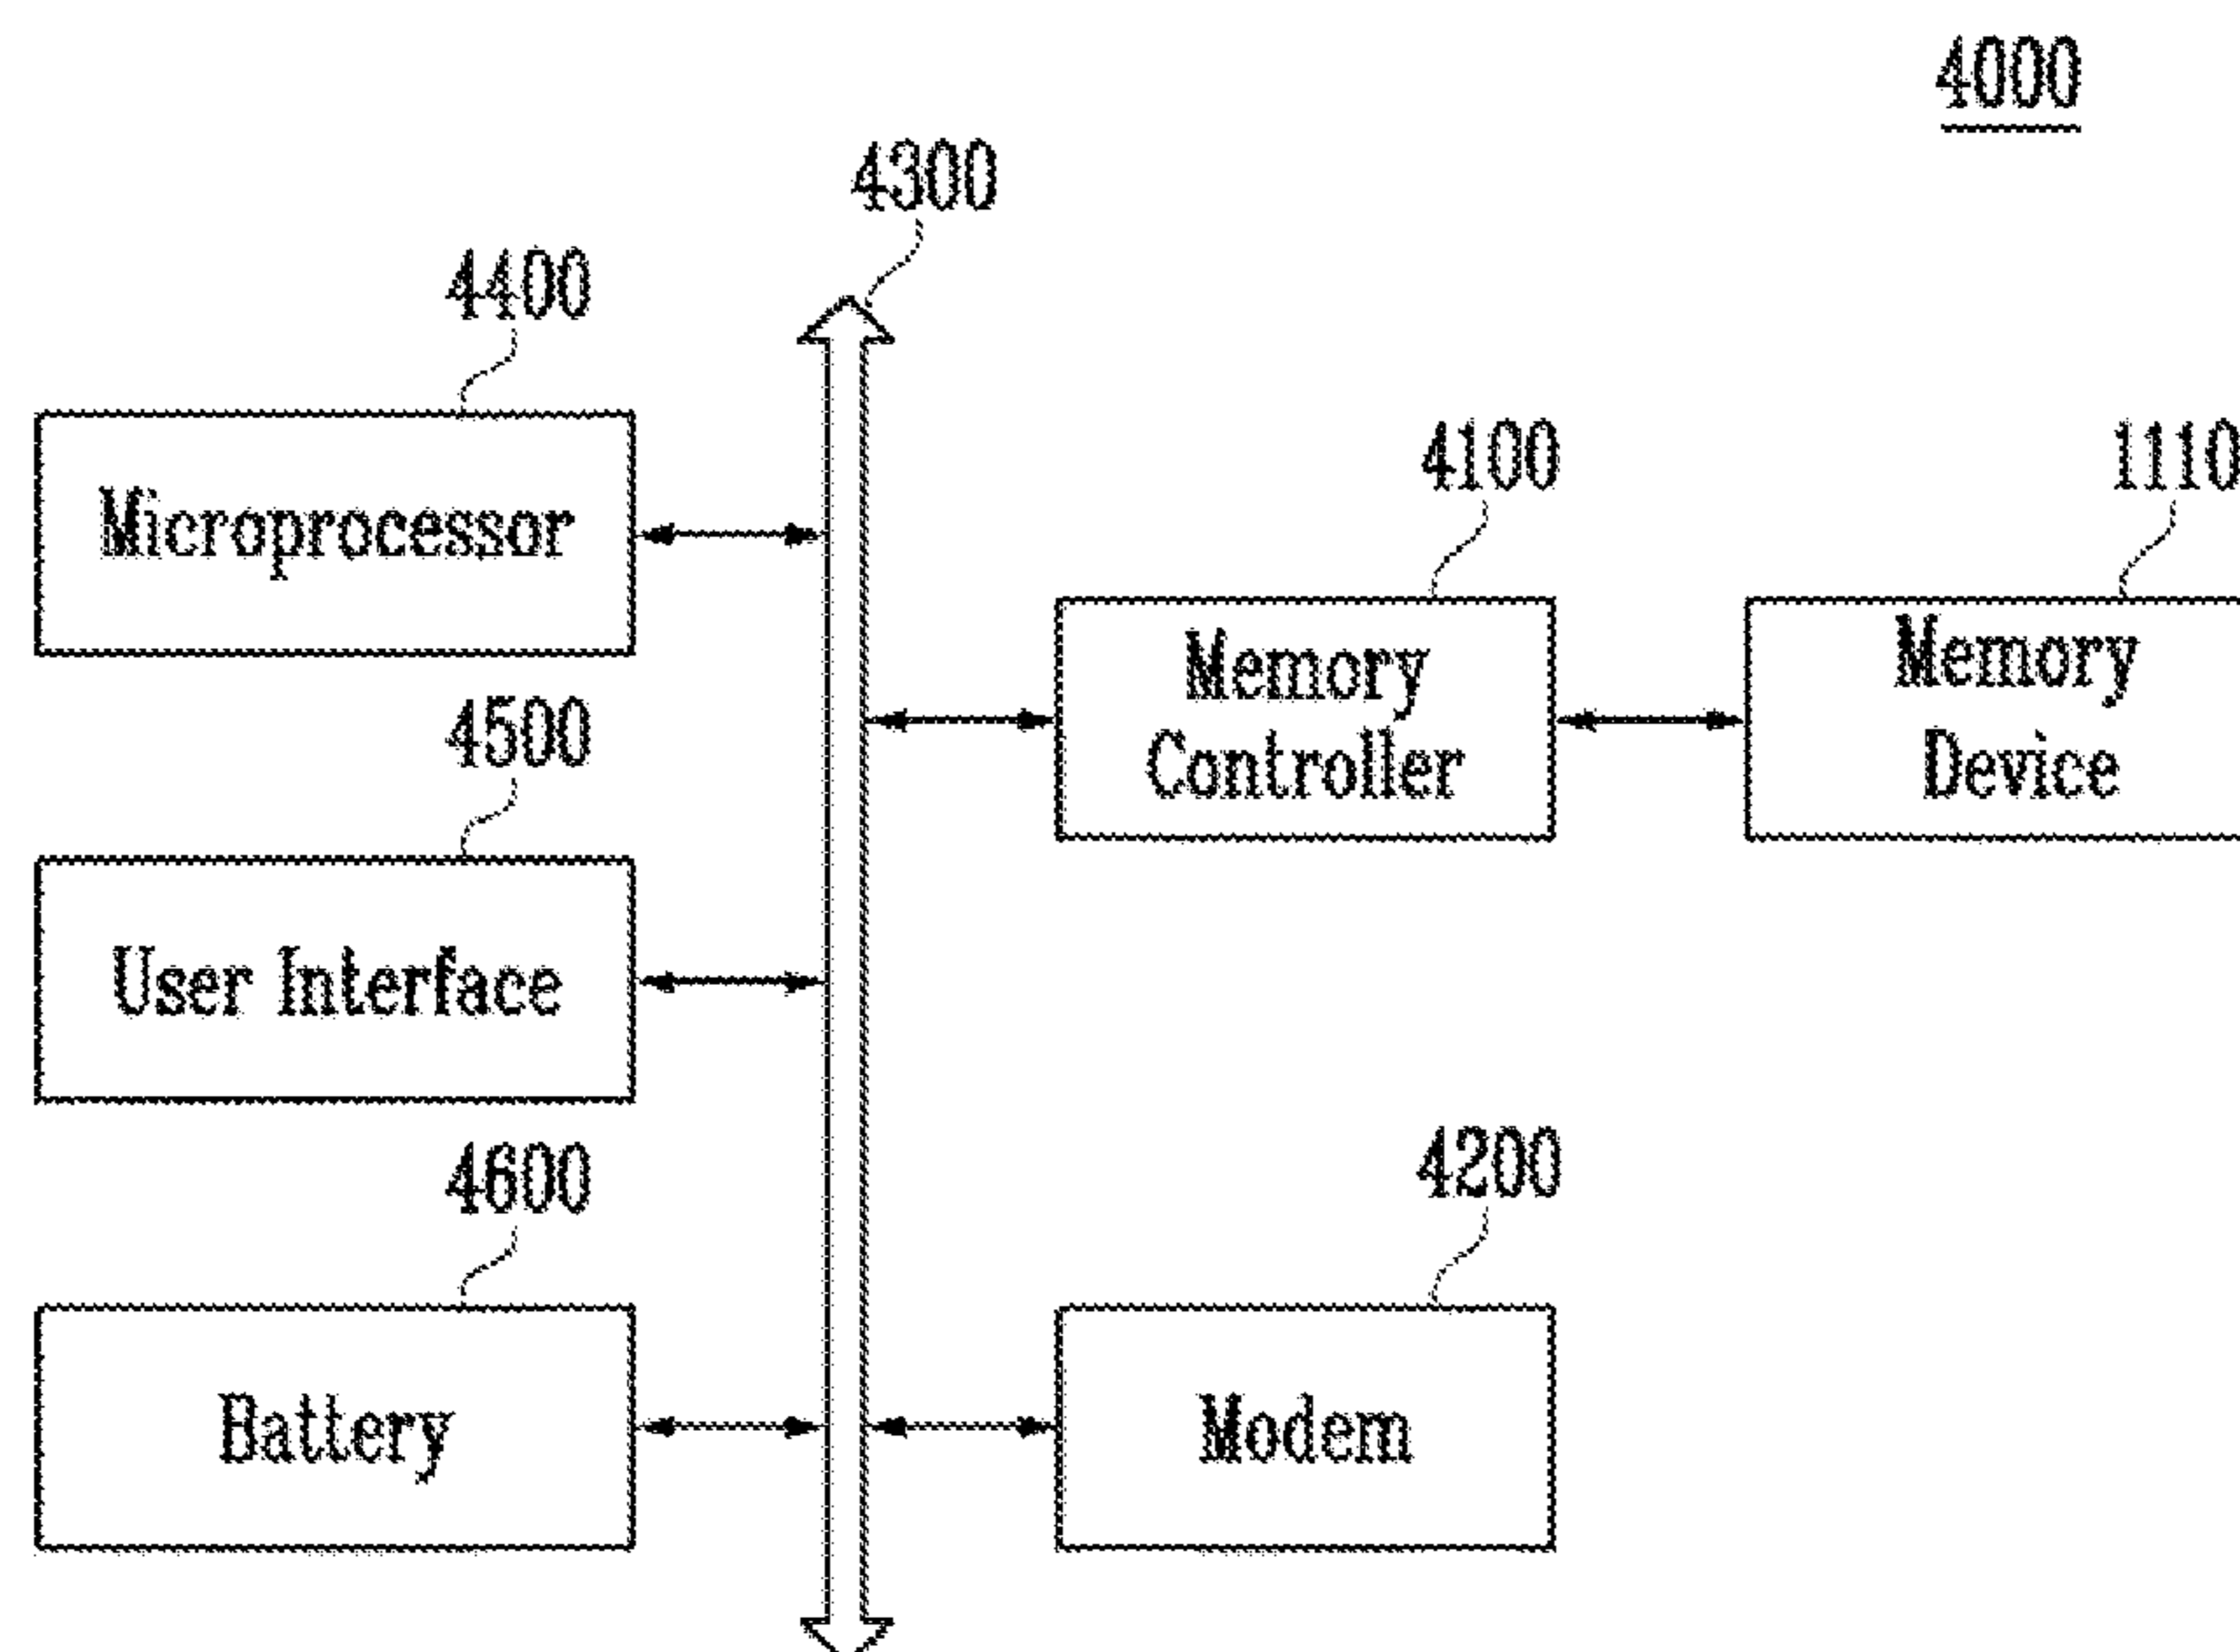 4000
4300
4400
Microprocessor
4100
1110
Memory
Controller
Memory
Device
4500
User Interface
4600
Battery
4200
Modem